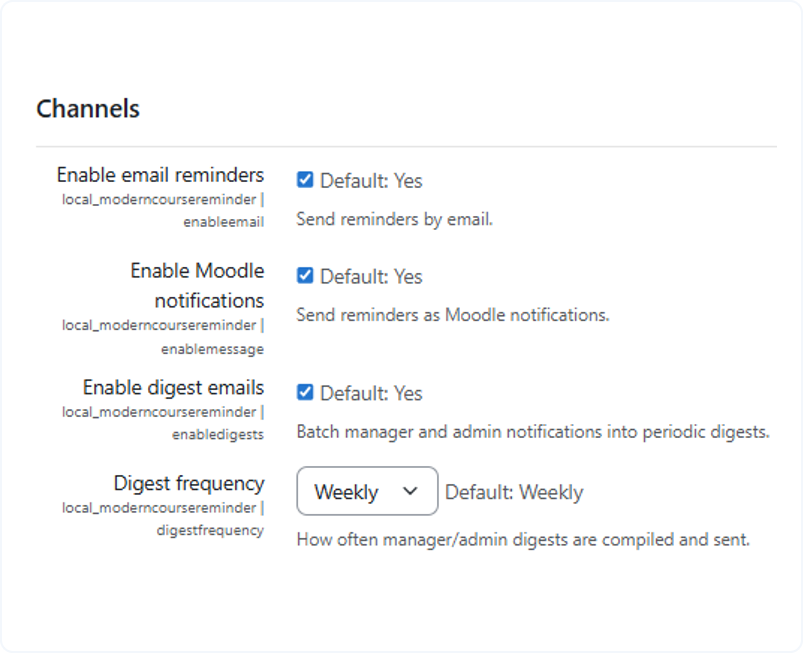 Channels
Enable email reminders
local_moderncoursereminder |
enableemail
Default: Yes
Send reminders by email.
Enable Moodle
notifications
local_moderncoursereminder |
enablemessage
Default: Yes
Send reminders as Moodle notifications.
Enable digest emails
local_moderncoursereminder |
enabledigests
Default: Yes
Batch manager and admin notifications into periodic digests.
Digest frequency
local_moderncoursereminder |
digestfrequency
Weekly
Default: Weekly
How often manager/admin digests are compiled and sent.